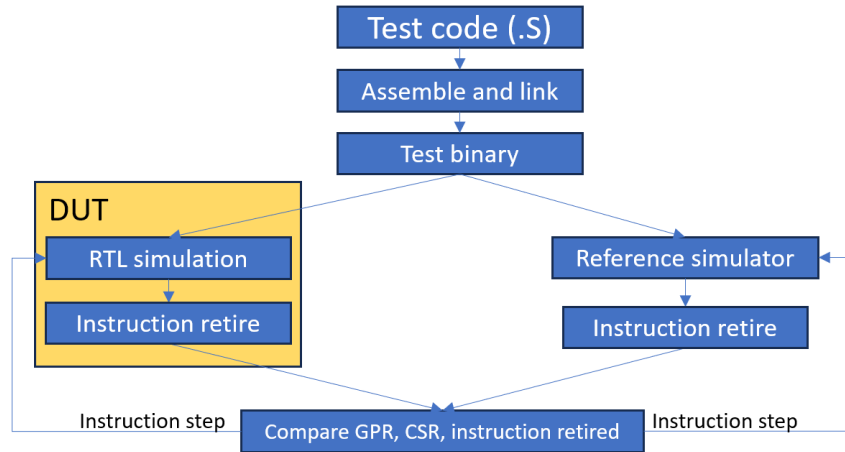 Test code (.S)
Assemble and link
Test binary
DUT
RTL simulation
Reference simulator
Instruction retire
Instruction retire
Instruction step
Compare GPR, CSR, instruction retired
Instruction step